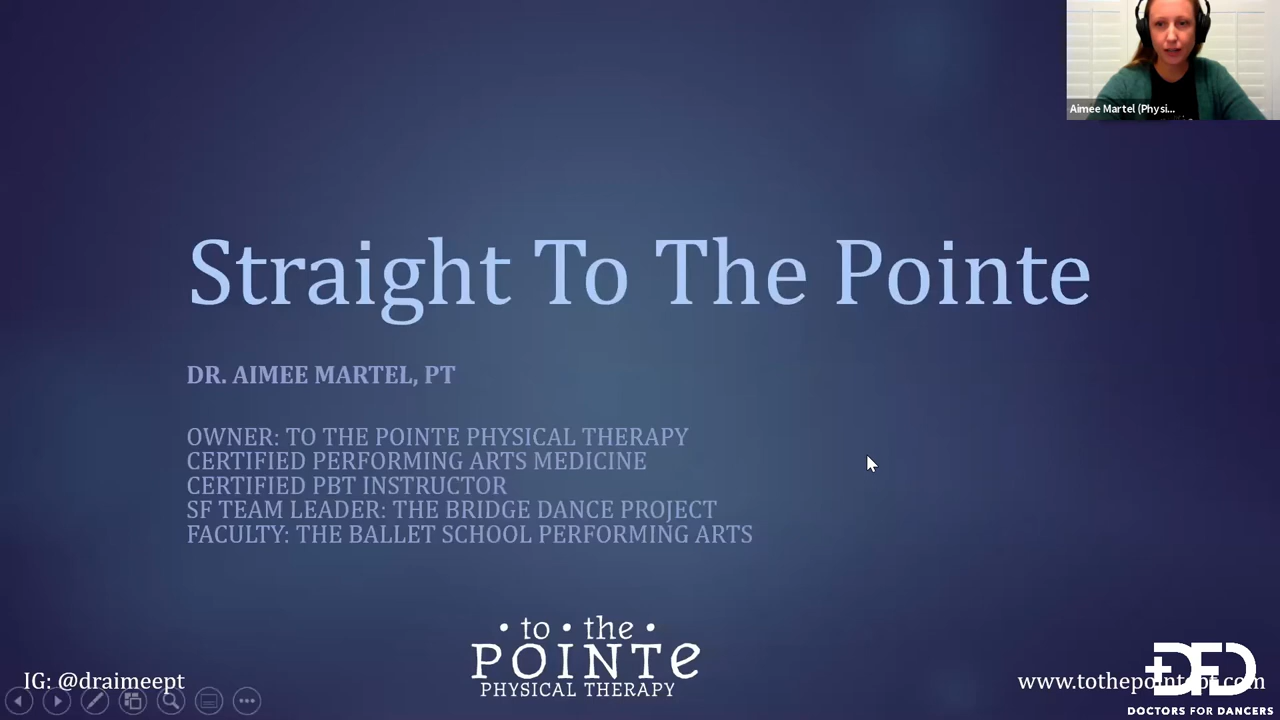 Aimee Martel (Physi...
Straight To The Pointe
DR. AIMEE MARTEL, PT
OWNER: TO THE POINTE PHYSICAL THERAPY
CERTIFIED PERFORMING ARTS MEDICINE
CERTIFIED PBT INSTRUCTOR
SF TEAM LEADER: THE BRIDGE DANCE PROJECT
FACULTY: THE BALLET SCHOOL PERFORMING ARTS
• to • the •
POINTe
PHYSICAL THERAPY
IG: @draimeept
www.tothepointept.com
DFD
DOCTORS FOR DANCERS